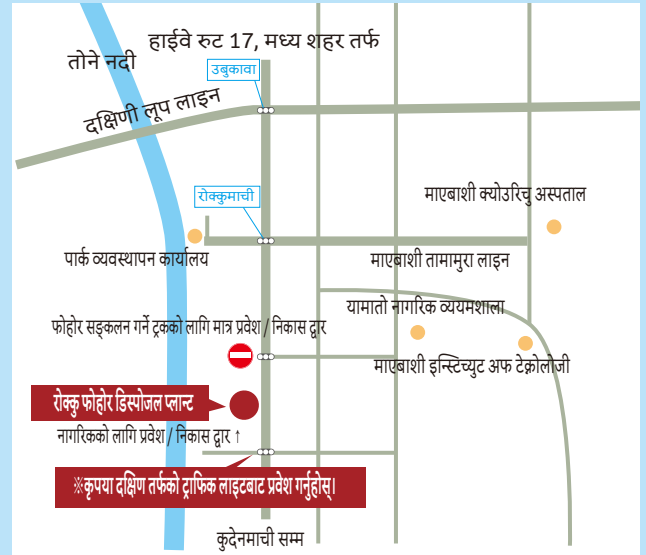 हाईवे रुट 17, मध्य शहर तर्फ
तोने नदी
उबुकावा
दक्षिणी लूप लाइन
रोक्कुमाची
माएबाशी क्योउरिचु अस्पताल
पार्क व्यवस्थापन कार्यालय
माएबाशी तामामुरा लाइन
यामातो नागरिक व्ययमशाला
फोहोर सङ्कलन गर्ने ट्रकको लागि मात्र प्रवेश / निकास द्वार
माएबाशी इन्स्टिच्युट अफ टेक्नोलोजी
रोक्कु फोहोर डिस्पोजल प्लान्ट
नागरिकको लागि प्रवेश / निकास द्वार ↑
※कृपया दक्षिण तर्फको ट्राफिक लाइटबाट प्रवेश गर्नुहोस्।
कुदेनमाची सम्म